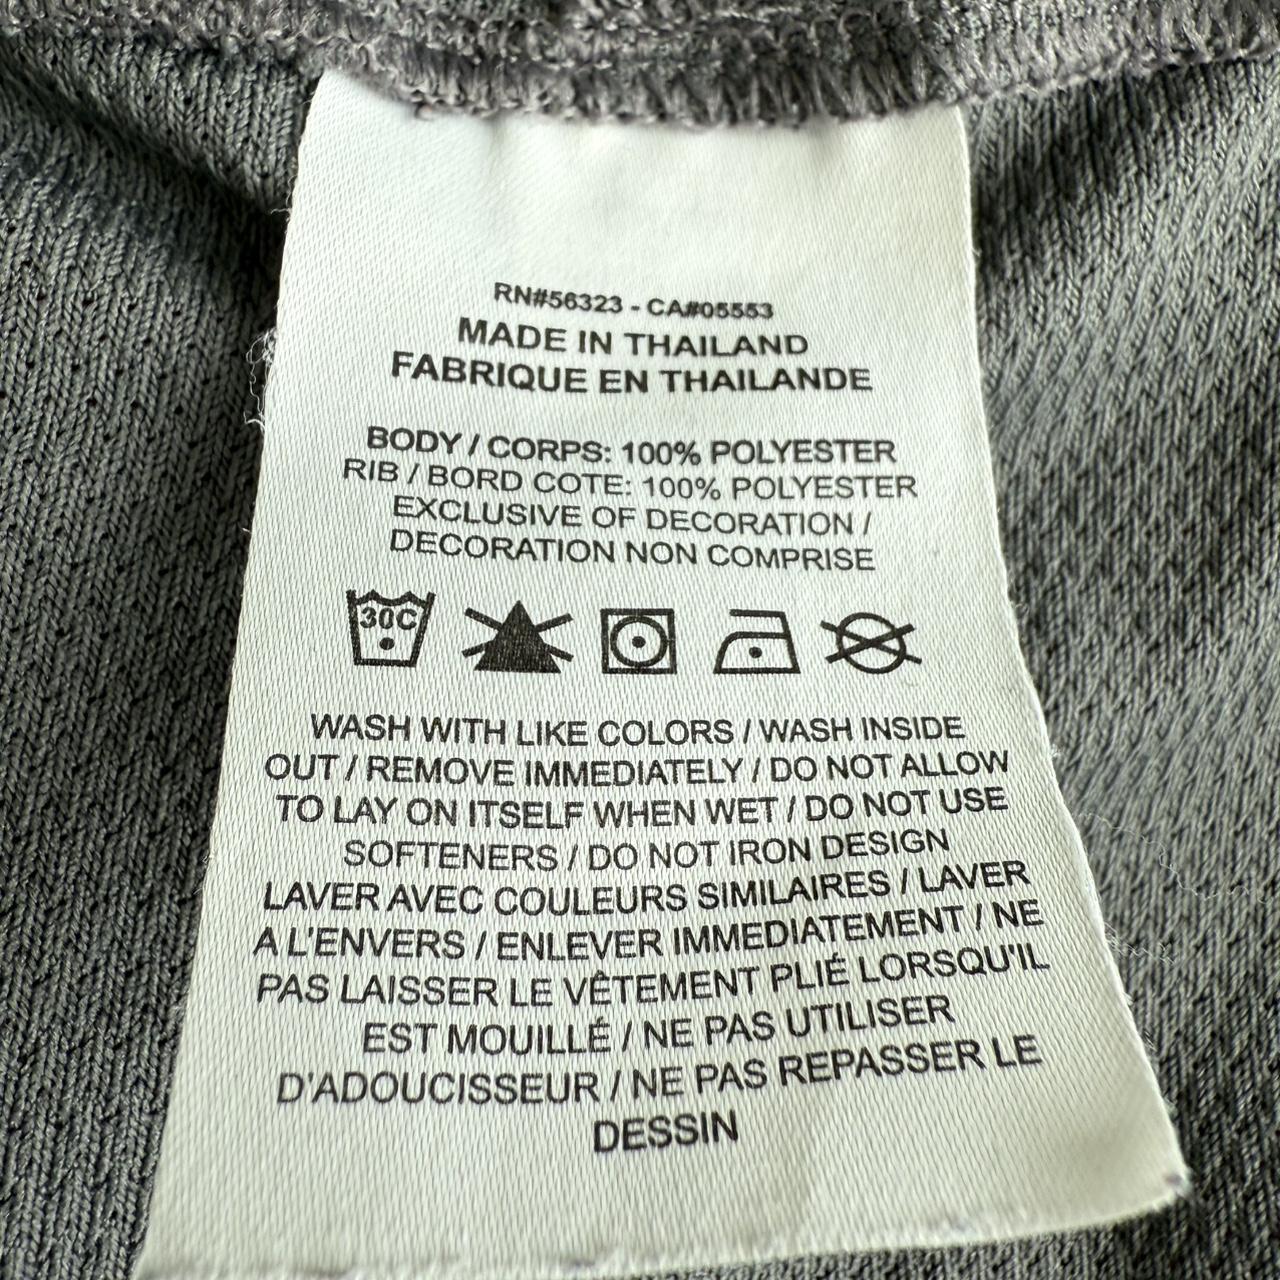 RN#56323 - CA#05553
MADE IN THAILAND
FABRIQUE EN THAILANDE
BODY / CORPS: 100% POLYESTER
RIB / BORD COTE: 100% POLYESTER
EXCLUSIVE OF DECORATION /
DECORATION NON COMPRISE
30C
WASH WITH LIKE COLORS / WASH INSIDE
OUT / REMOVE IMMEDIATELY / DO NOT ALLOW
TO LAY ON ITSELF WHEN WET / DO NOT USE
SOFTENERS / DO NOT IRON DESIGN
LAVER AVEC COULEURS SIMILAIRES / LAVER
A L'ENVERS / ENLEVER IMMEDIATEMENT / NE
PAS LAISSER LE VÊTEMENT PLIÉ LORSQU'IL
EST MOUILLÉ / NE PAS UTILISER
D'ADOUCISSEUR / NE PAS REPASSER LE
DESSIN